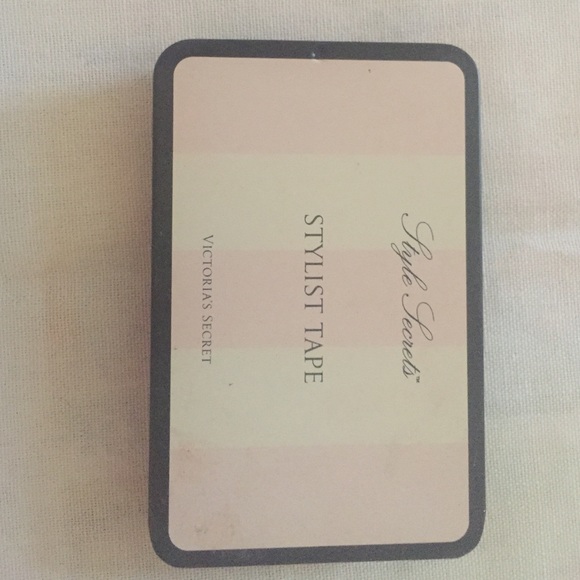 Style Secrets™
STYLIST TAPE
VICTORIA'S SECRET